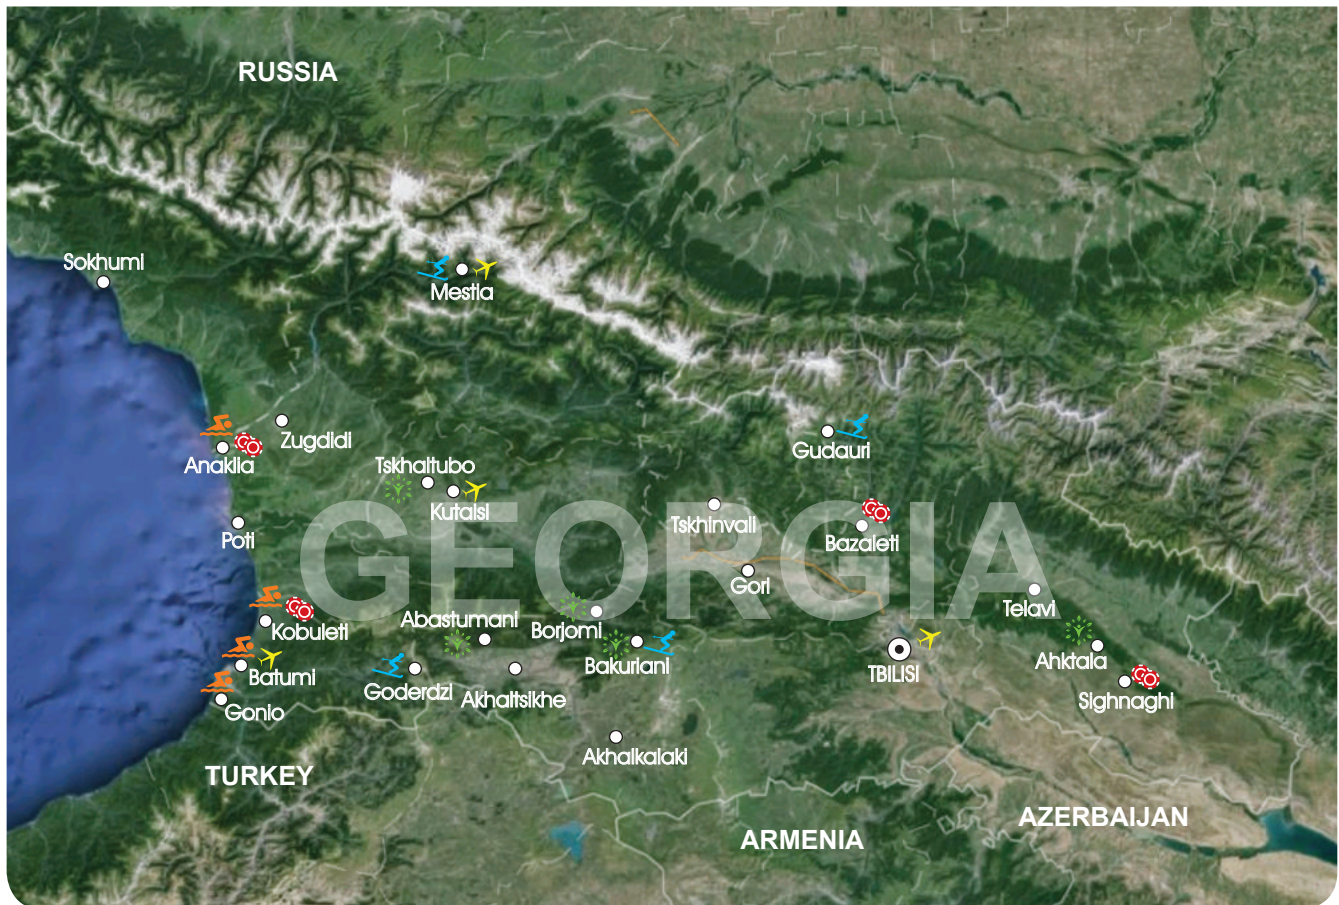 RUSSIA
Sokhumi
Mestia
Zugdidi
Anaklia
Gudauri
Tskhaltubo
Kutaisi
GEORGIA
Tskhinvali
Bazaleti
Poti
Gori
Telavi
Kobuleti
Abastumani
Borjomi
Bakuriani
Ahktala
Batumi
Goderdzi
Akhaltsikhe
TBILISI
Sighnaghi
Gonio
Akhalkalaki
TURKEY
ARMENIA
AZERBAIJAN